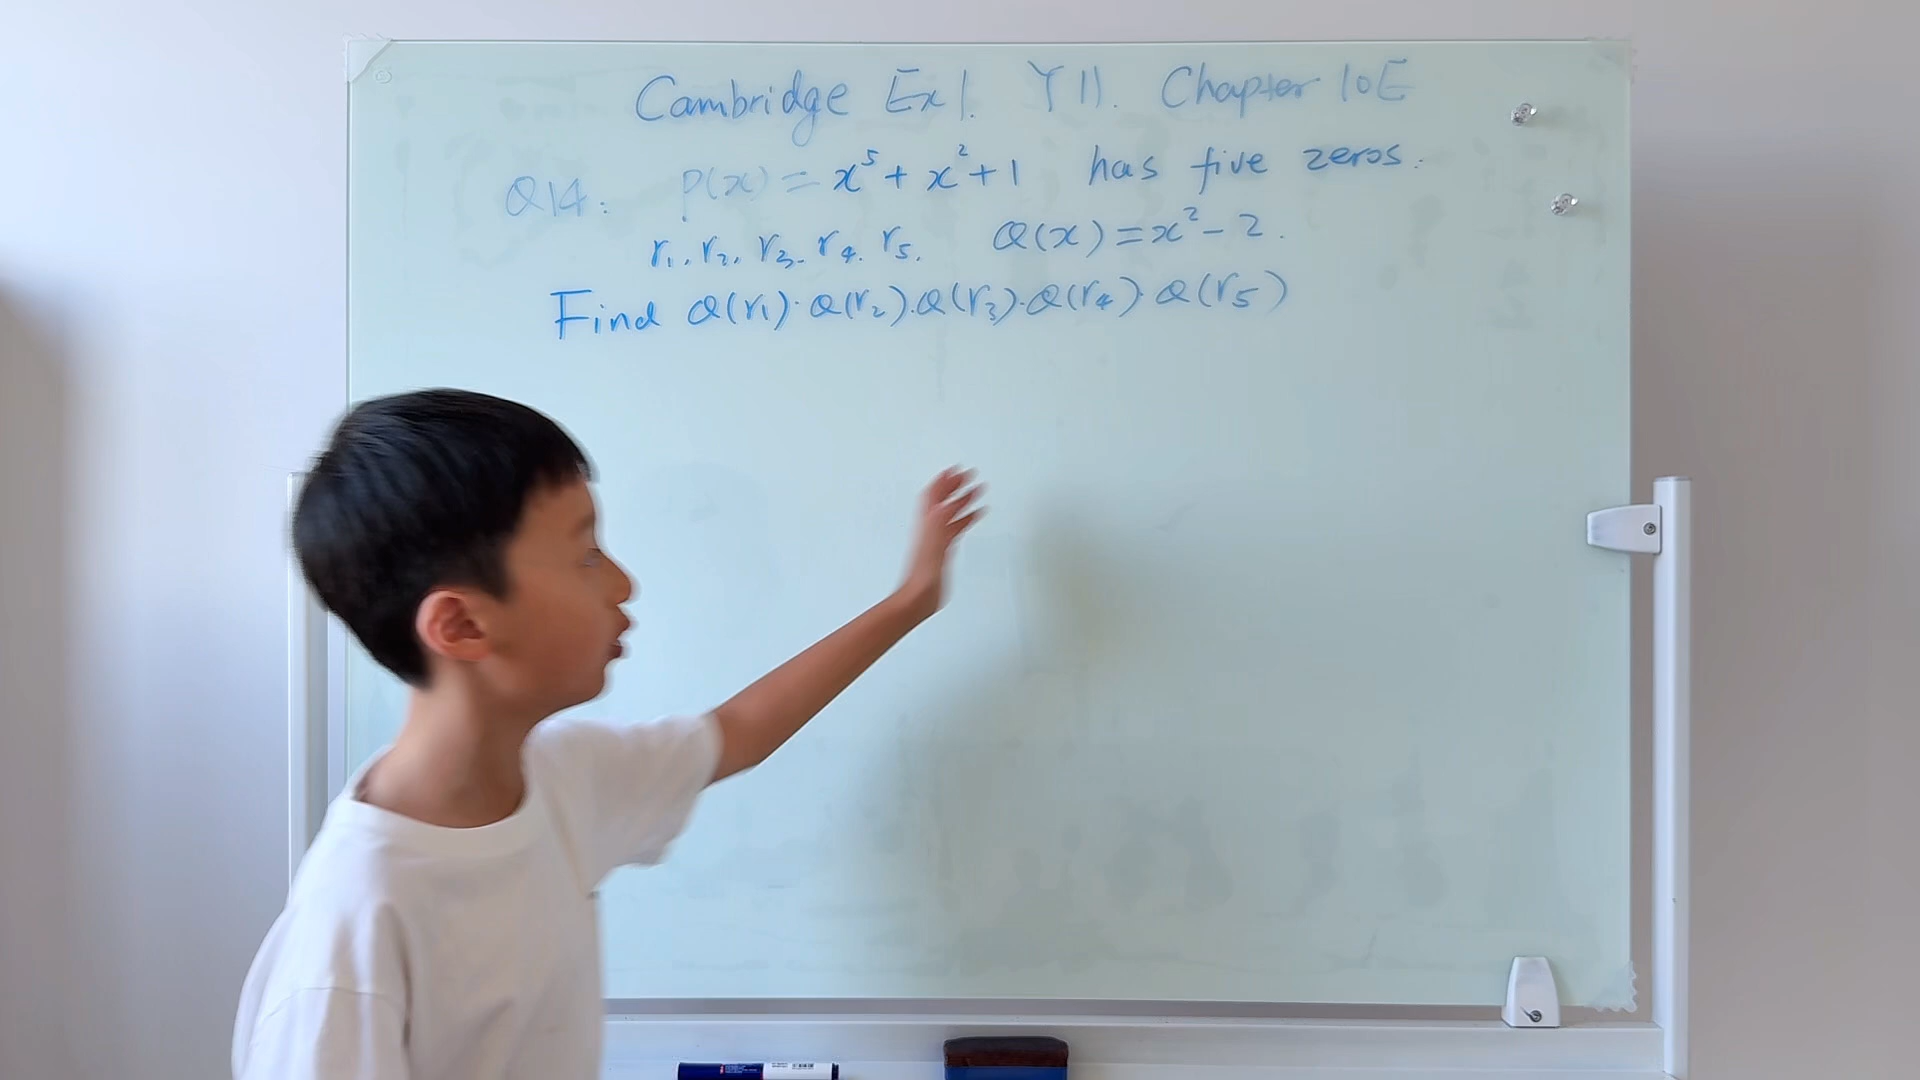 Cambridge Ex1. Y11. Chapter 10E
Q14: P(x) = x⁵ + x² + 1 has five zeros.
r₁, r₂, r₃, r₄, r₅. Q(x) = x² - 2.
Find Q(r₁)·Q(r₂)·Q(r₃)·Q(r₄)·Q(r₅)